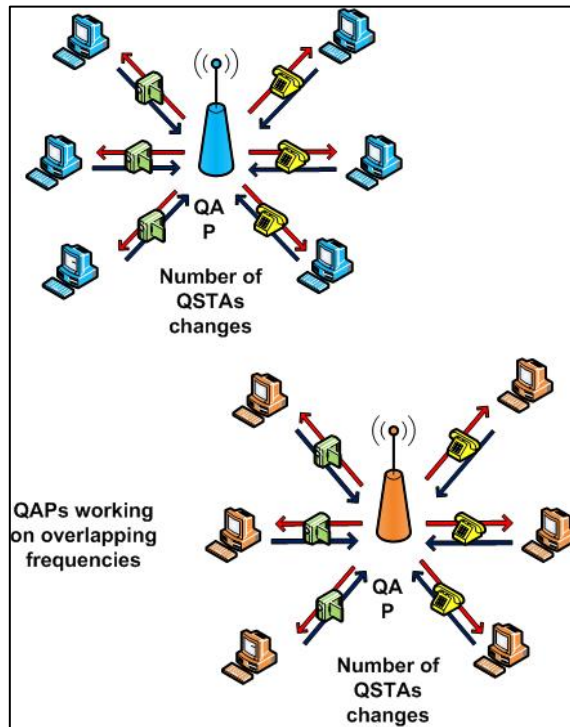 QA
P
Number of
QSTAs
changes
QAPs working
on overlapping
frequencies
QA
P
Number of
QSTAs
changes